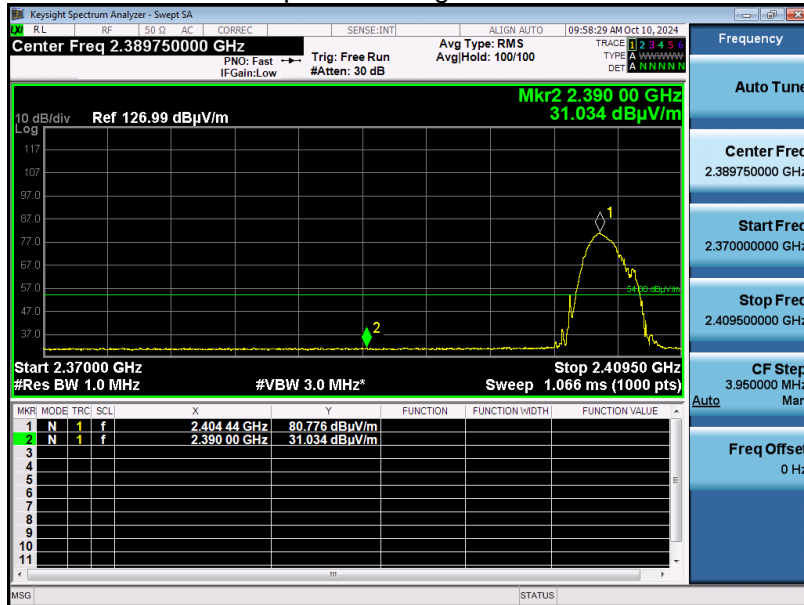 Keysight Spectrum Analyzer - Swept SA
LXI RL RF 50 Ω AC CORREC SENSE:INT ALIGN AUTO 09:58:29 AM Oct 10, 2024
Center Freq 2.389750000 GHz
PNO: Fast
IFGain:Low
Trig: Free Run
#Atten: 30 dB
Avg Type: RMS
Avg|Hold: 100/100
TRACE 1 2 3 4 5 6
TYPE A WWWWW
DET A N N N N N
Mkr2 2.390 00 GHz
31.034 dBµV/m
10 dB/div Ref 126.99 dBµV/m
Log
117
107
97.0
87.0
77.0
67.0
57.0
47.0
37.0
1
54.00 dBµV/m
2
Start 2.37000 GHz Stop 2.40950 GHz
#Res BW 1.0 MHz #VBW 3.0 MHz* Sweep 1.066 ms (1000 pts)
MKR MODE TRC SCL X Y FUNCTION FUNCTION WIDTH FUNCTION VALUE
1 N 1 f 2.404 44 GHz 80.776 dBµV/m
2 N 1 f 2.390 00 GHz 31.034 dBµV/m
3
4
5
6
7
8
9
10
11
MSG STATUS
Frequency
Auto Tune
Center Freq
2.389750000 GHz
Start Freq
2.370000000 GHz
Stop Freq
2.409500000 GHz
CF Step
3.950000 MHz
Auto Man
Freq Offset
0 Hz